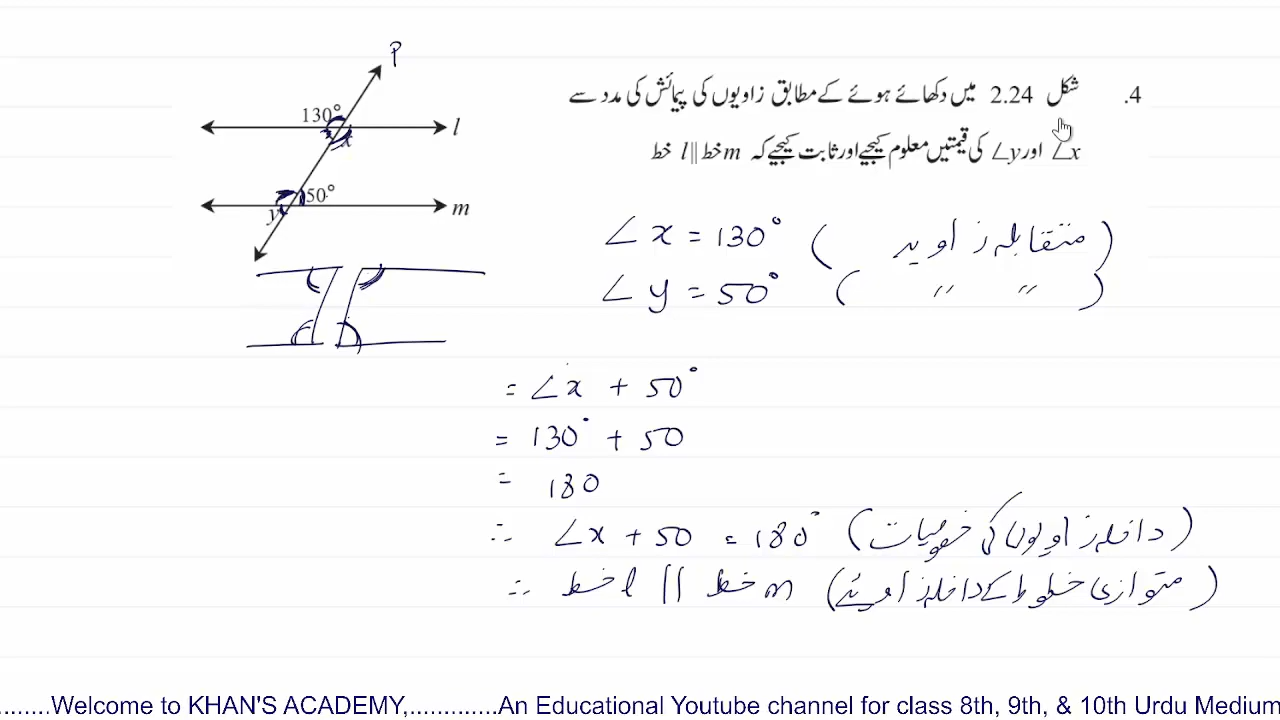 P
130°
l
x
50°
m
y
4. شکل 2.24 میں دکھائے ہوئے کے مطابق زاویوں کی پیمائش کی مدد سے
∠x اور ∠y کی قیمتیں معلوم کیجیے اور ثابت کیجیے کہ m خط || l خط
∠x = 130° (متقابلہ زاویے)
∠y = 50° ( " " )
= ∠x + 50°
= 130° + 50
= 180
∴ ∠x + 50 = 180° (داخلہ زاویوں کی خصوصیات)
∴ خط l || خط m (متوازی خطوط کے داخلہ زاویئے)
........Welcome to KHAN'S ACADEMY,.............An Educational Youtube channel for class 8th, 9th, & 10th Urdu Medium